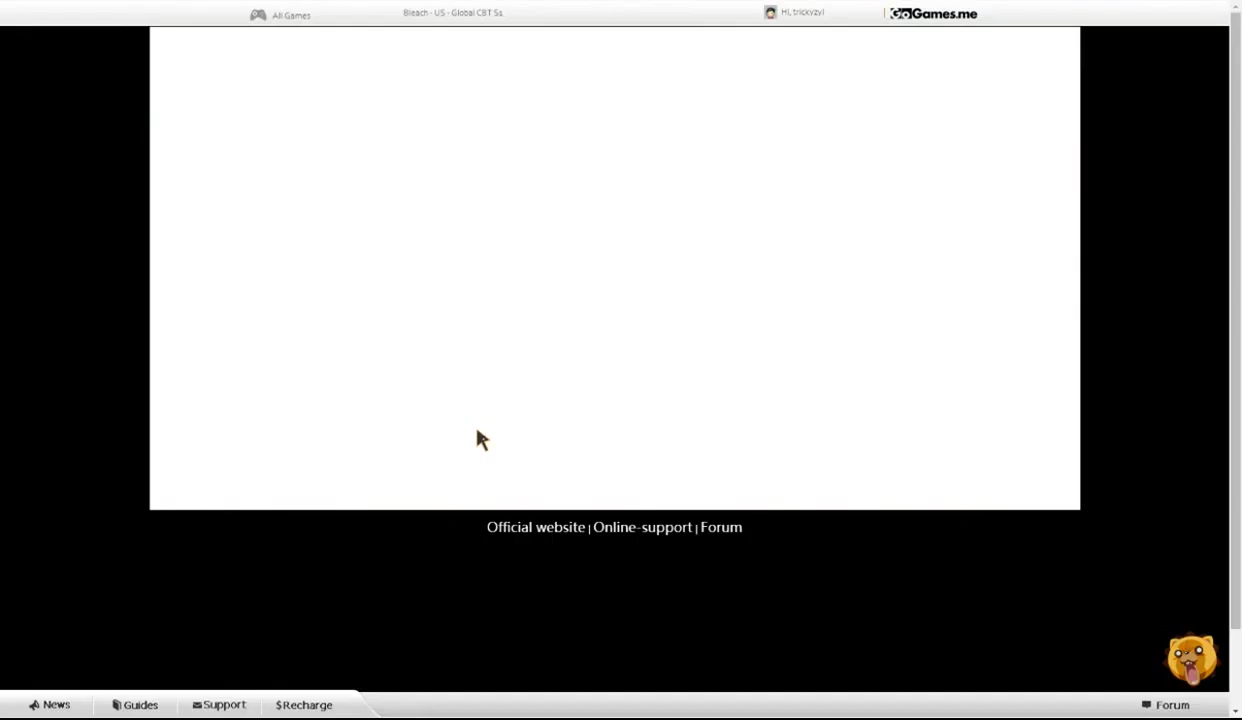 All Games
Bleach - US - Global CBT S1
Hi, trickyzy!
GoGames.me
Official website | Online-support | Forum
News
Guides
Support
$Recharge
Forum